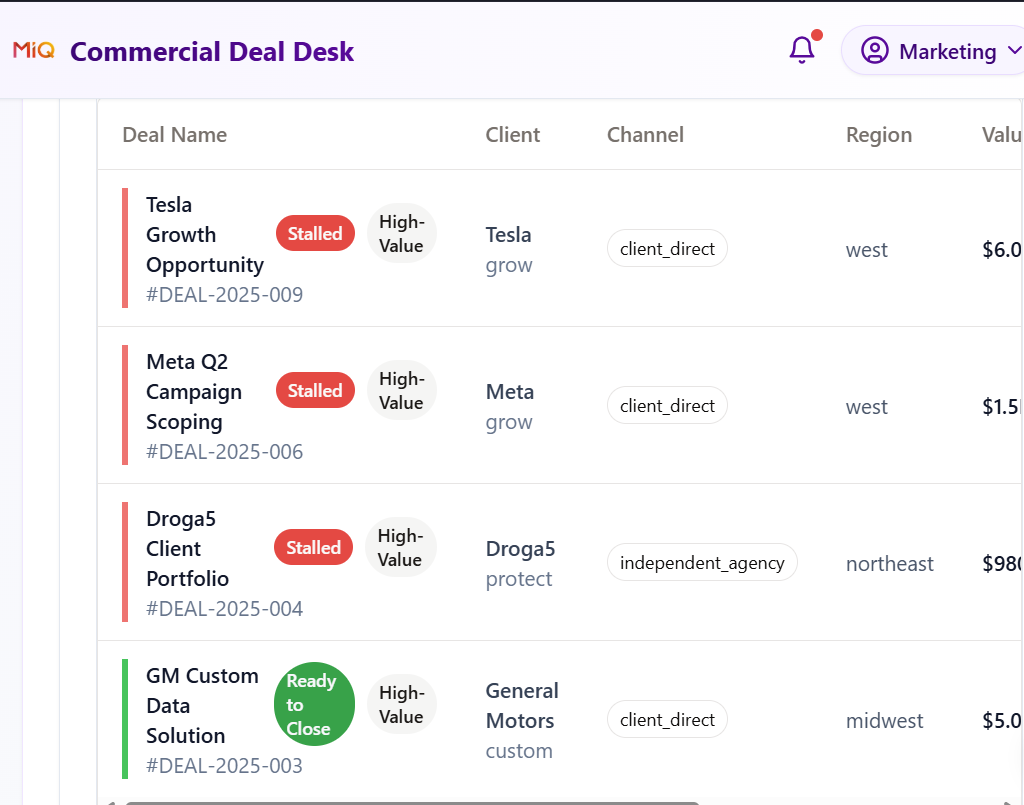 MiQ Commercial Deal Desk Marketing
Deal Name Client Channel Region Valu
Tesla
Growth
Opportunity
#DEAL-2025-009
Stalled
High-
Value
Tesla
grow
client_direct
west
$6.0
Meta Q2
Campaign
Scoping
#DEAL-2025-006
Stalled
High-
Value
Meta
grow
client_direct
west
$1.5
Droga5
Client
Portfolio
#DEAL-2025-004
Stalled
High-
Value
Droga5
protect
independent_agency
northeast
$980
GM Custom
Data
Solution
#DEAL-2025-003
Ready
to
Close
High-
Value
General
Motors
custom
client_direct
midwest
$5.0